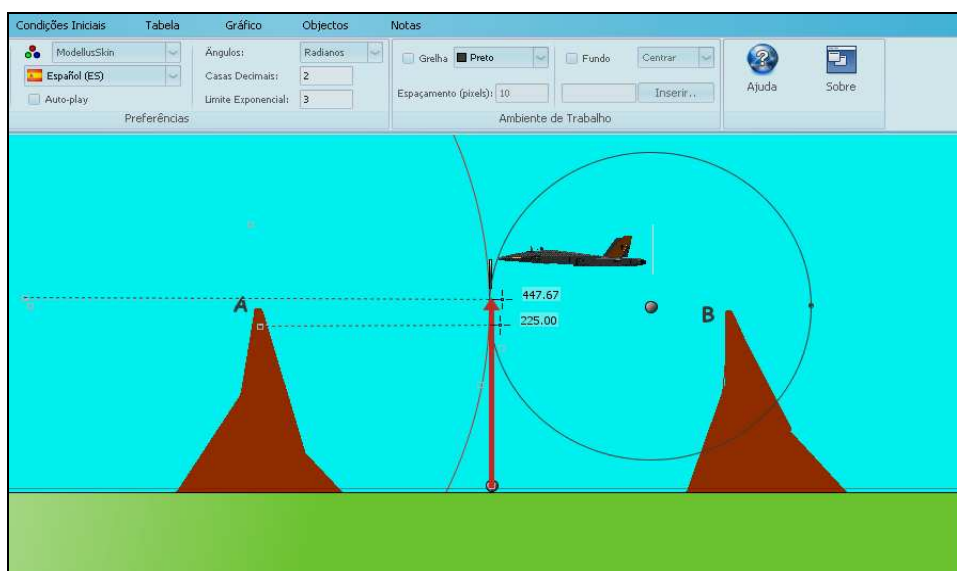 Condições Iniciais Tabela Gráfico Objectos Notas
ModellusSkin Ângulos: Radianos Grelha Preto Fundo Centrar
Español (ES) Casas Decimais: 2 Ajuda Sobre
Auto-play Limite Exponencial: 3 Espaçamento (pixels): 10 Inserir..
Preferências Ambiente de Trabalho
447.67
A
225.00
B